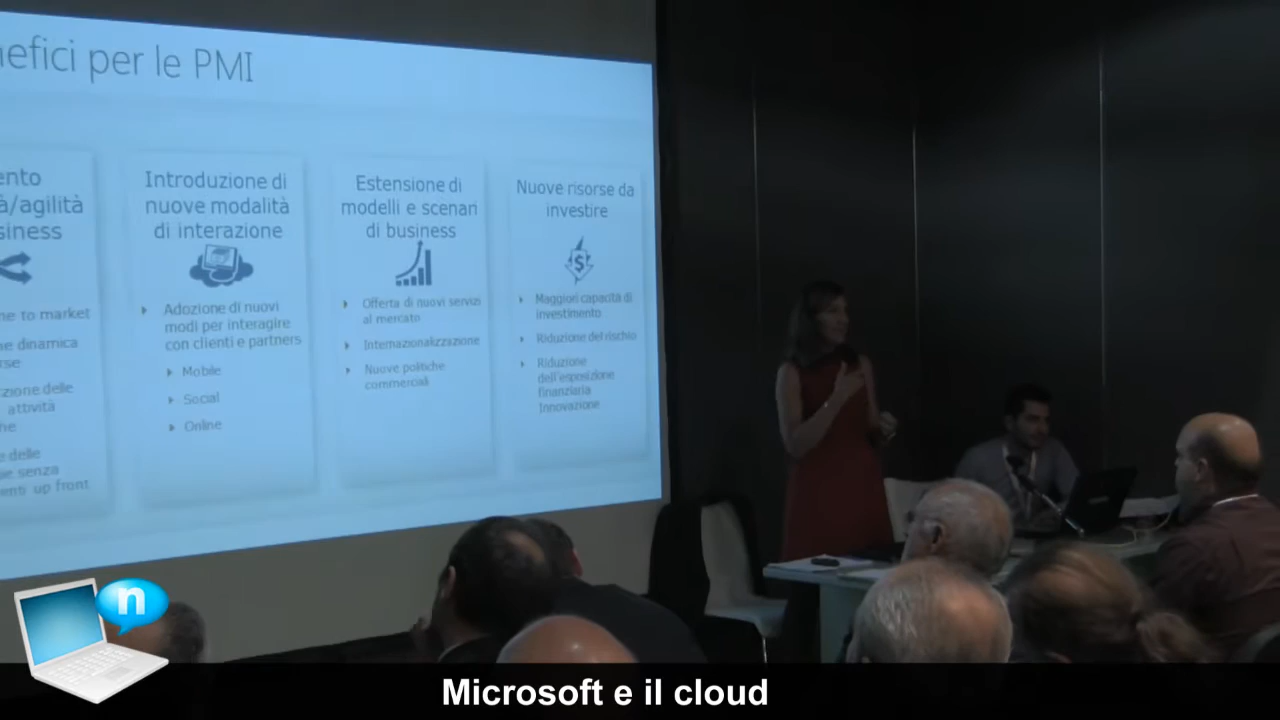 nefici per le PMI
ento
à/agilità
siness
ne to market
ne dinamica
rse
zione delle
attività
he
e delle
ie senza
enti up front
Introduzione di
nuove modalità
di interazione
Adozione di nuovi
modi per interagire
con clienti e partners
Mobile
Social
Online
Estensione di
modelli e scenari
di business
Offerta di nuovi servizi
al mercato
Internazionalizzazione
Nuove politiche
commerciali
Nuove risorse da
investire
$
Maggiori capacità di
investimento
Riduzione del rischio
Riduzione
dell'esposizione
finanziaria
Innovazione
n
Microsoft e il cloud